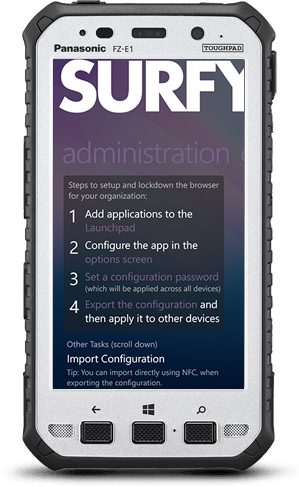 Panasonic FZ-E1 TOUGHPAD
SURFY
administration
Steps to setup and lockdown the browser
for your organization:
1 Add applications to the
Launchpad
2 Configure the app in the
options screen
3 Set a configuration password
(which will be applied across all devices)
4 Export the configuration and
then apply it to other devices
Other Tasks (scroll down)
Import Configuration
Tip: You can import directly using NFC, when
exporting the configuration.